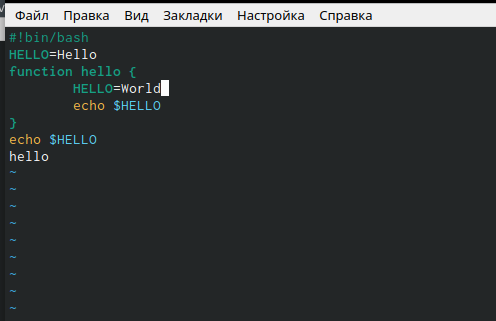 Файл Правка Вид Закладки Настройка Справка
#!bin/bash
HELLO=Hello
function hello {
        HELLO=World
        echo $HELLO
}
echo $HELLO
hello
~
~
~
~
~
~
~
~
~